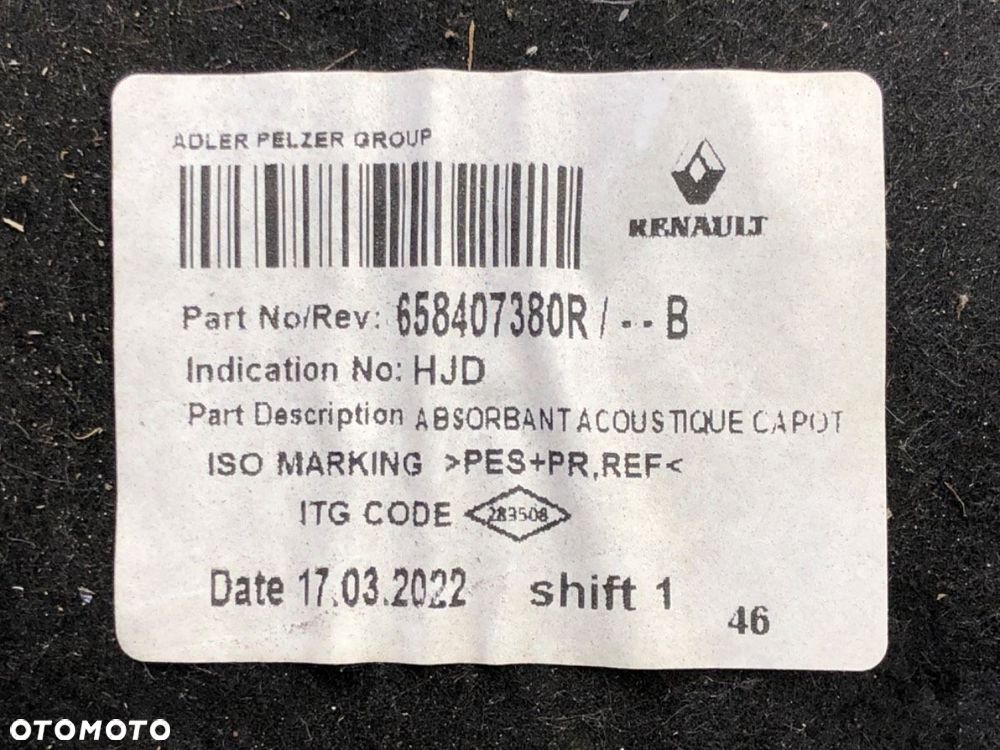 ADLER PELZER GROUP
RENAULT
Part No/Rev: 658407380R / -- B
Indication No: HJD
Part Description ABSORBANT ACOUSTIQUE CAPOT
ISO MARKING >PES+PR,REF<
ITG CODE 283508
Date 17.03.2022 shift 1
46
OTOMOTO